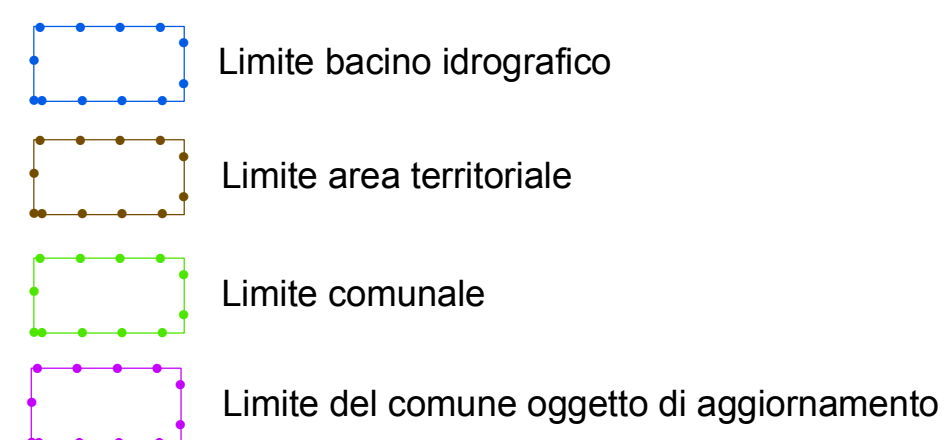 Limite bacino idrografico
Limite area territoriale
Limite comunale
Limite del comune oggetto di aggiornamento